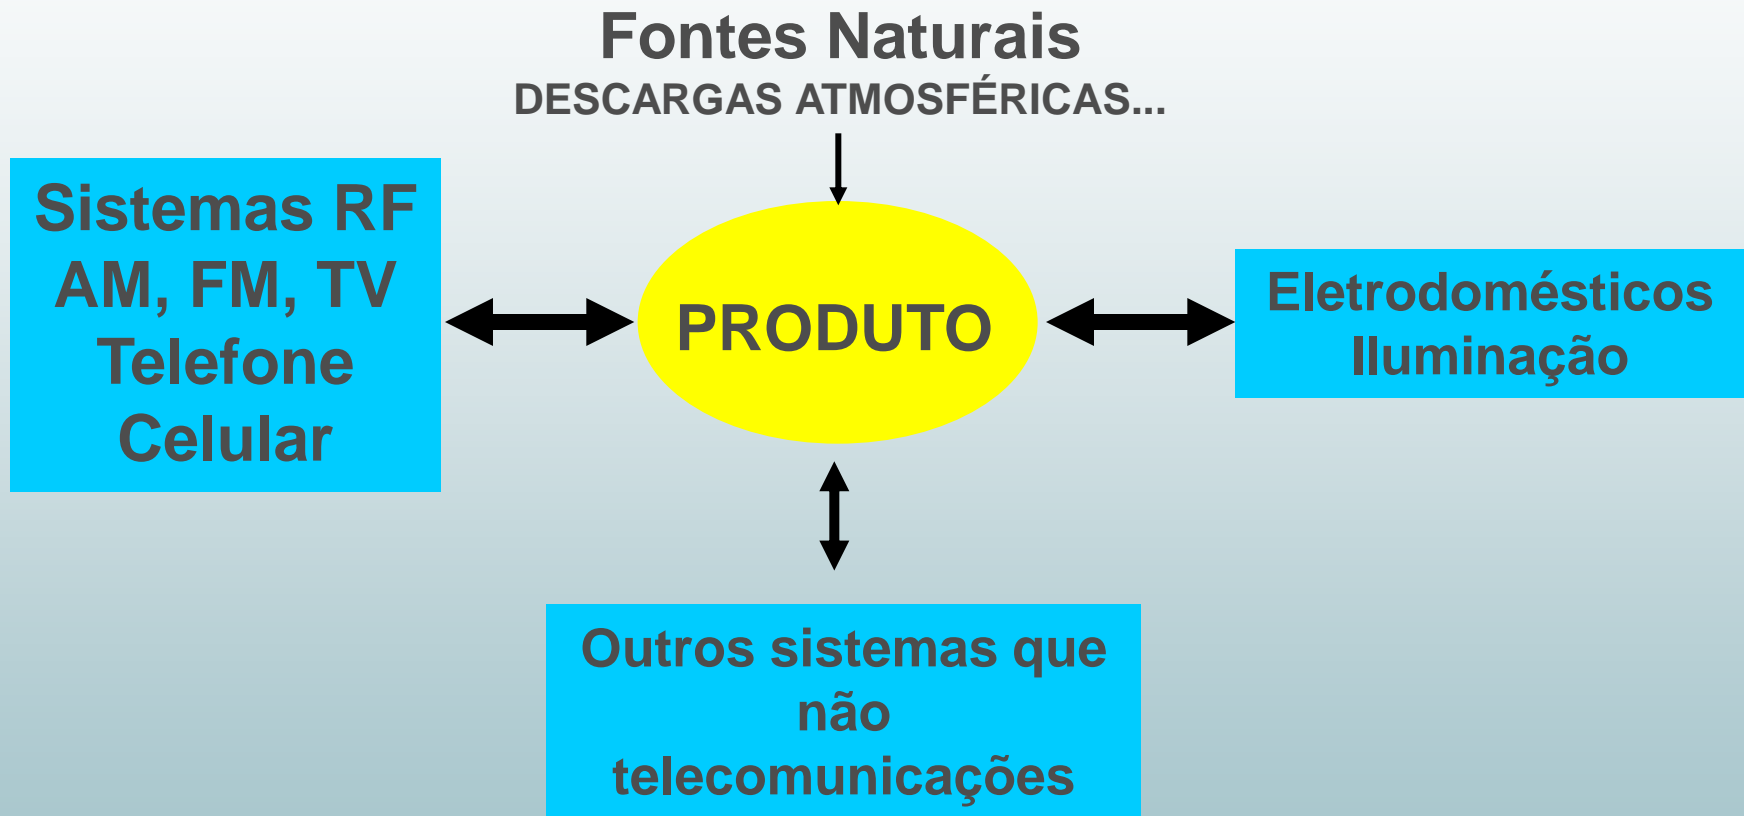 Fontes Naturais
DESCARGAS ATMOSFÉRICAS...
Sistemas RF
AM, FM, TV
Telefone
Celular
PRODUTO
Eletrodomésticos
Iluminação
Outros sistemas que
não
telecomunicações